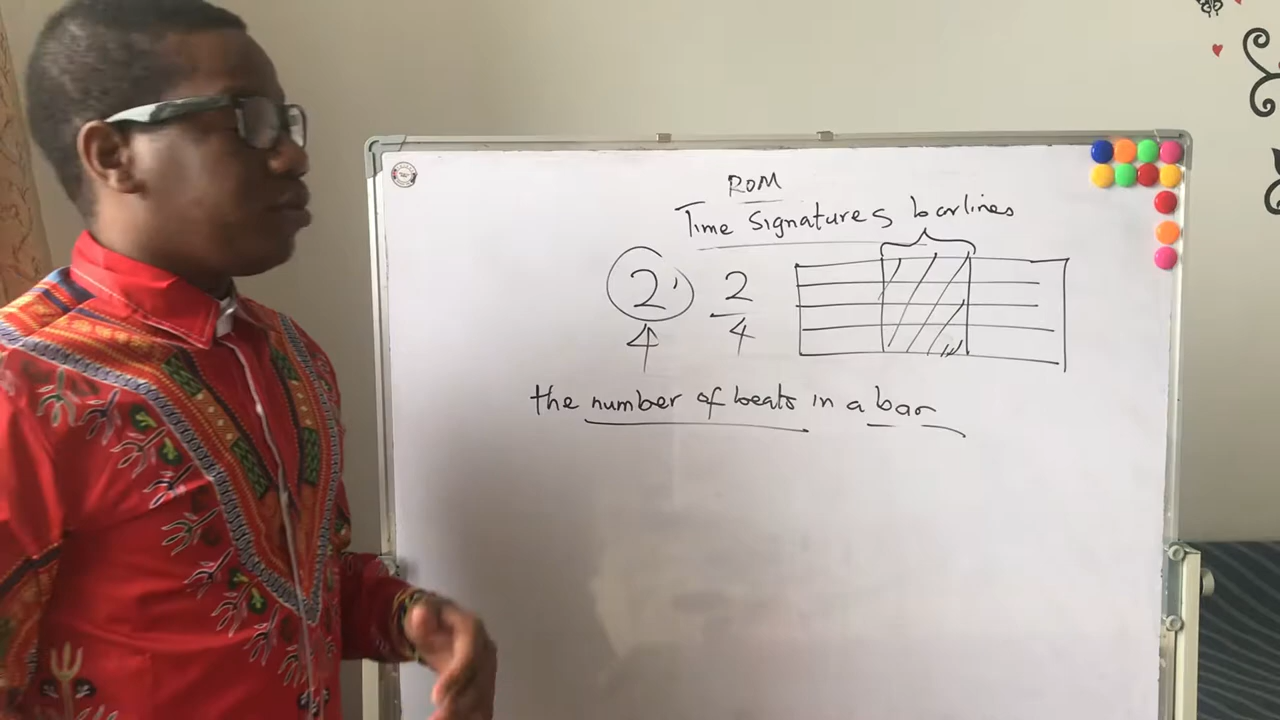 ROM
Time Signatures barlines
2 2
4 4
the number of beats in a bar